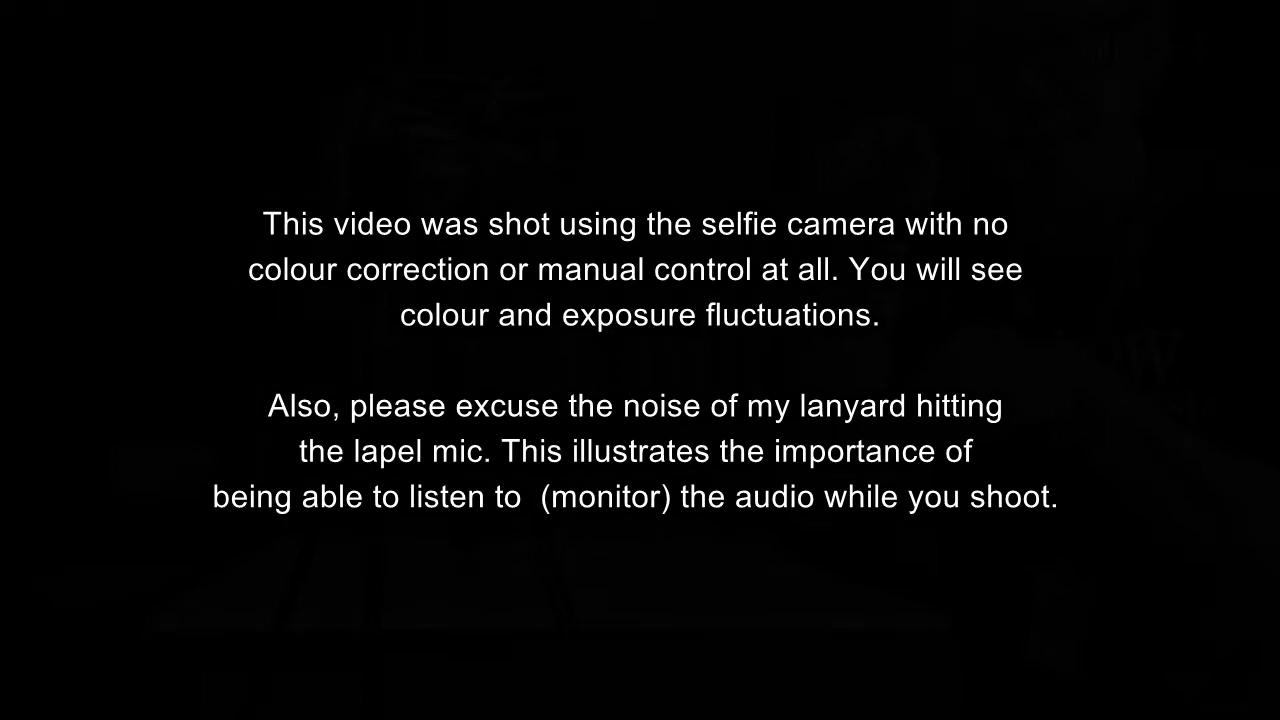 This video was shot using the selfie camera with no
colour correction or manual control at all. You will see
colour and exposure fluctuations.
Also, please excuse the noise of my lanyard hitting
the lapel mic. This illustrates the importance of
being able to listen to  (monitor) the audio while you shoot.